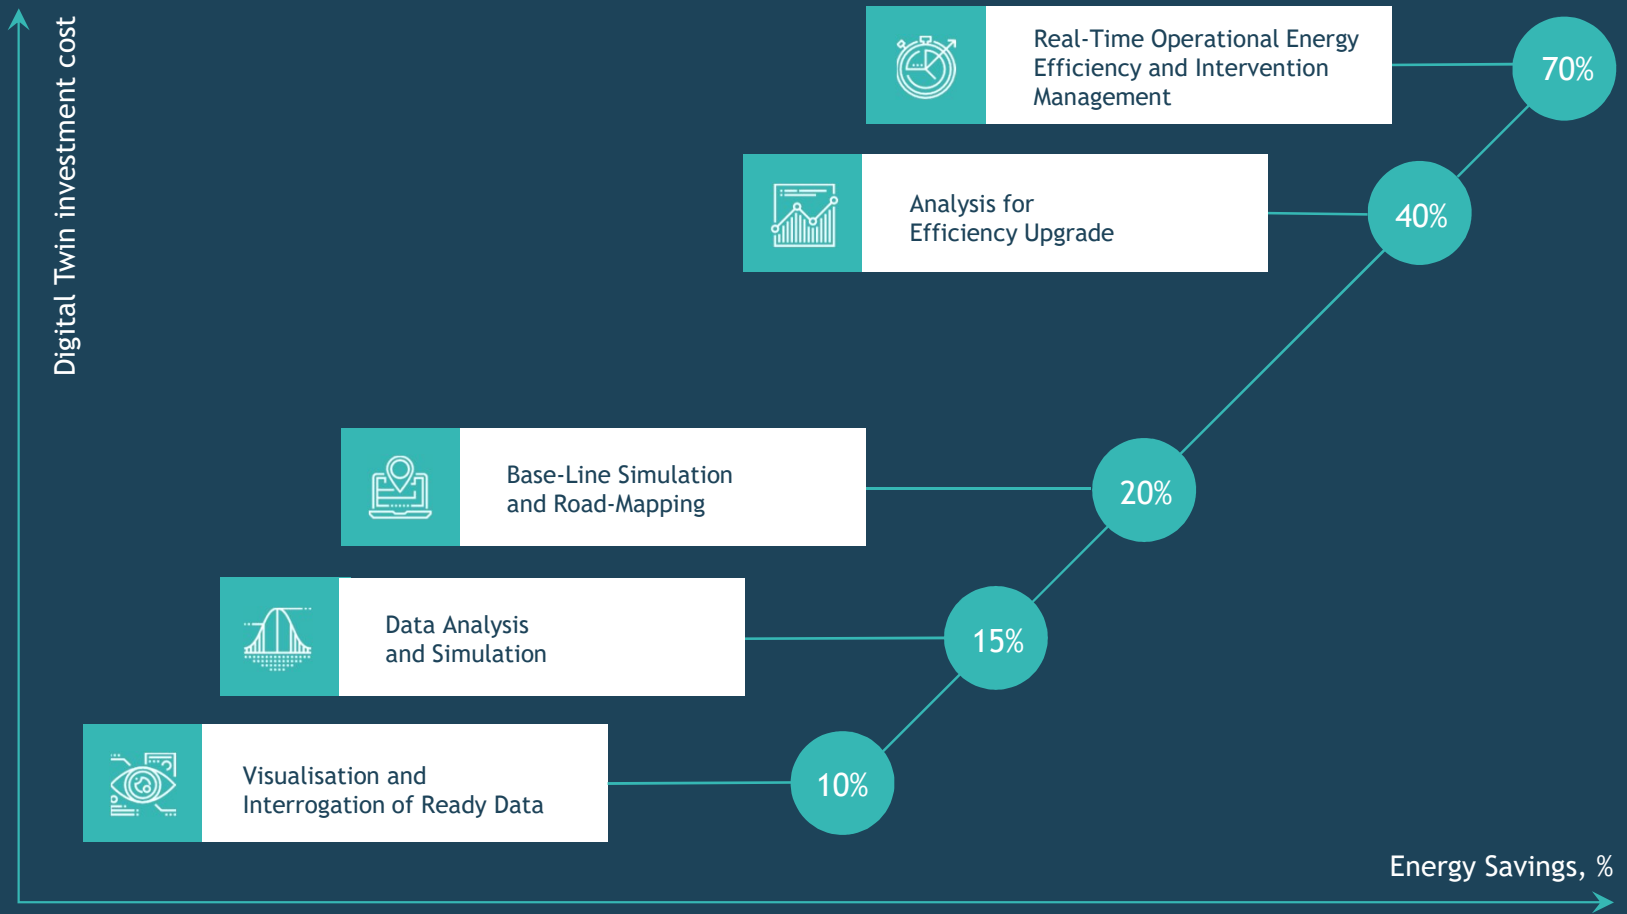 Digital Twin investment cost
Real-Time Operational Energy
Efficiency and Intervention
Management
70%
Analysis for
Efficiency Upgrade
40%
Base-Line Simulation
and Road-Mapping
20%
Data Analysis
and Simulation
15%
Visualisation and
Interrogation of Ready Data
10%
Energy Savings, %